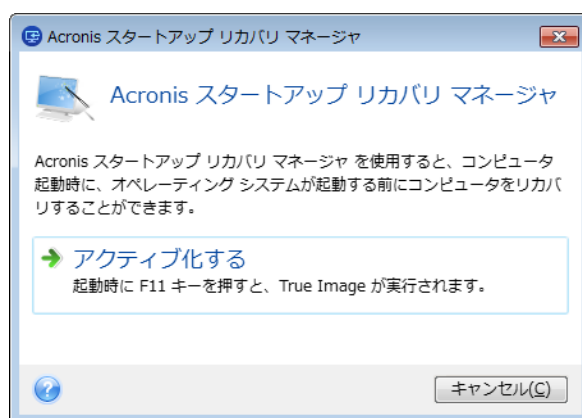 Acronis スタートアップ リカバリ マネージャ
Acronis スタートアップ リカバリ マネージャ
Acronis スタートアップ リカバリ マネージャ を使用すると、コンピュータ
起動時に、オペレーティング システムが起動する前にコンピュータをリカバ
リすることができます。
アクティブ化する
起動時に F11 キーを押すと、True Image が実行されます。
キャンセル(C)